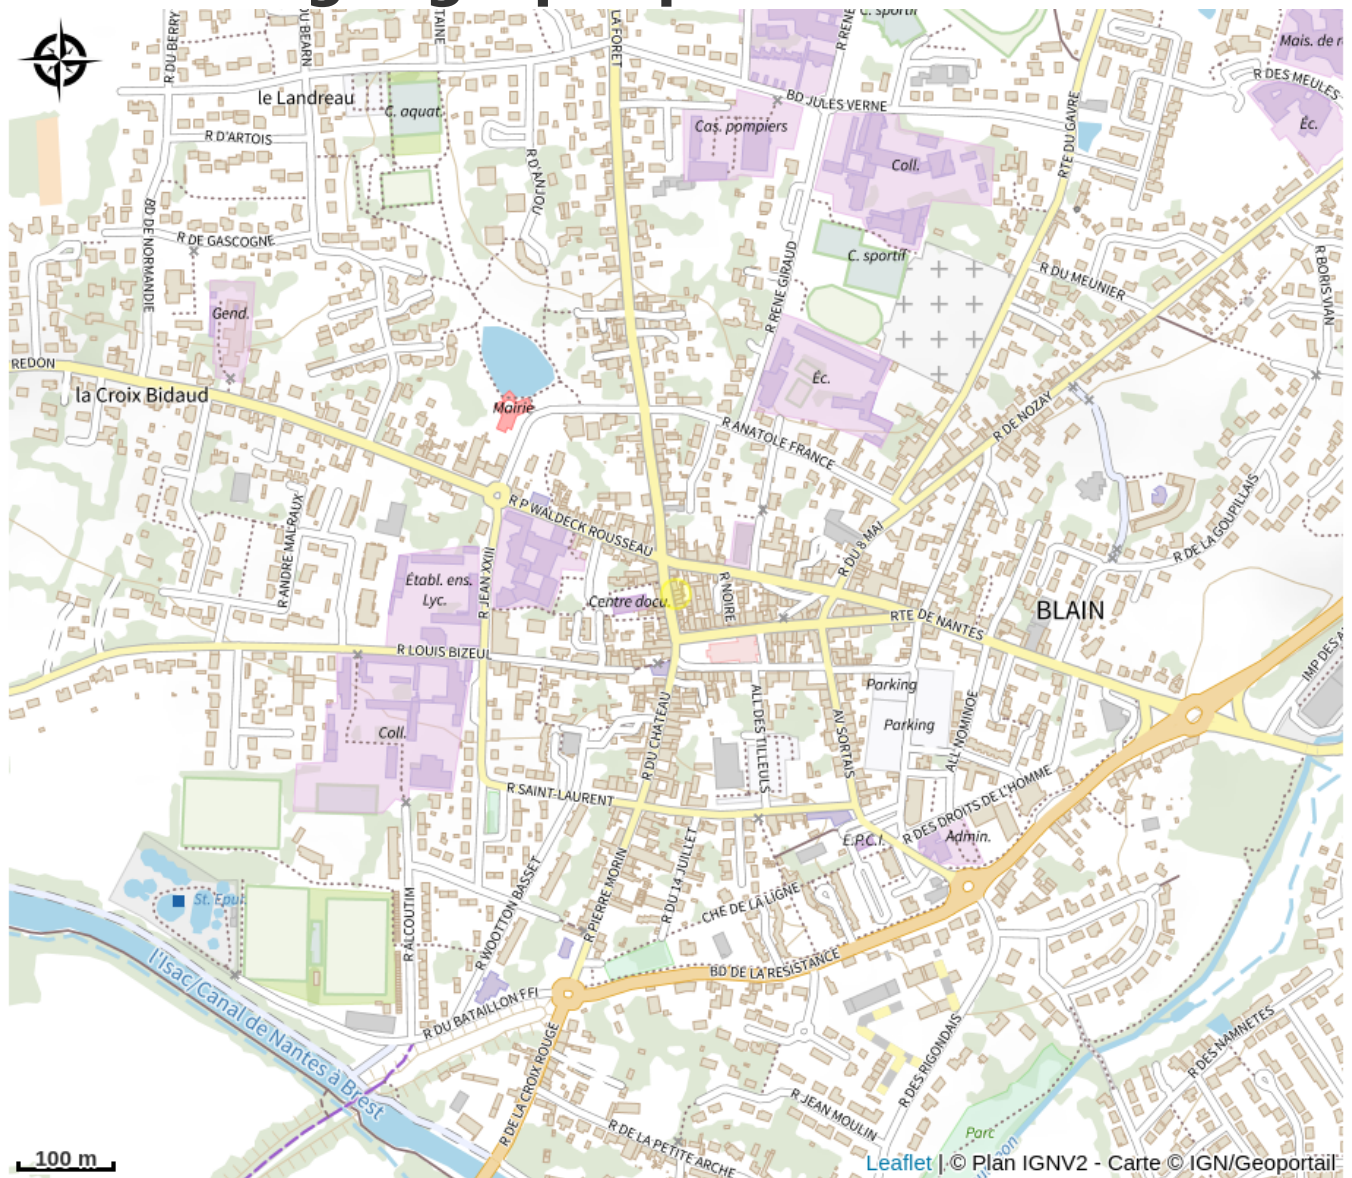 R DU BERRY
LA FORET
R RENE
C. sportif
Mais. de r
le Landreau
C. aquat.
BD JULES VERNE
R DES MEULES
Éc.
R D'ARTOIS
Cas. pompiers
Coll.
RTE DU GAVRE
R D'ANJOU
BD DE NORMANDIE
R DE GASCOGNE
C. sportif
R DU MEUNIER
R BORIS VIAN
R RENE GIRAUD
Gend.
REDON
la Croix Bidaud
Mairie
Éc.
R ANATOLE FRANCE
R DE NOZAY
R P WALDECK ROUSSEAU
R ANDRE MALRAUX
R JEAN XXIII
R DU 8 MAI
R DE LA GOUPILLAIS
Établ. ens.
Lyc.
Centre docu.
R NOIRE
RTE DE NANTES
BLAIN
R LOUIS BIZEUL
IMP DES A
Parking
Parking
Coll.
R DU CHATEAU
ALL DES TILLEULS
AV SORTAIS
ALL NOMINOE
R SAINT-LAURENT
R DES DROITS DE L'HOMME
E.P.C.I.
Admin.
R DU 14 JUILLET
R PIERRE MORIN
R WOOTTON BASSET
CHE DE LA LIGNE
St. Epur.
R ALCOUTIM
BD DE LA RESISTANCE
l'Isac/Canal de Nantes à Brest
R DU BATAILLON FFI
R DE LA CROIX ROUGE
R DES RIGONDAIS
R DES NAMNETES
R JEAN MOULIN
R DE LA PETITE ARCHE
Parc
100 m
Leaflet | © Plan IGNV2 - Carte © IGN/Geoportail